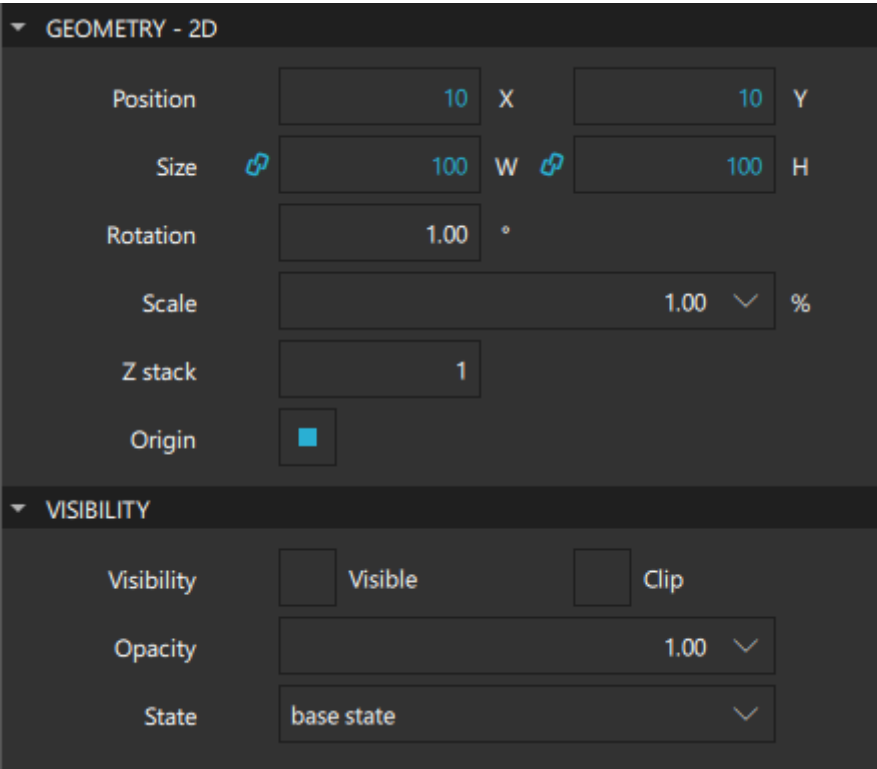 GEOMETRY - 2D
Position 10 X 10 Y
Size 100 W 100 H
Rotation 1.00 °
Scale 1.00 %
Z stack 1
Origin
VISIBILITY
Visibility Visible Clip
Opacity 1.00
State base state